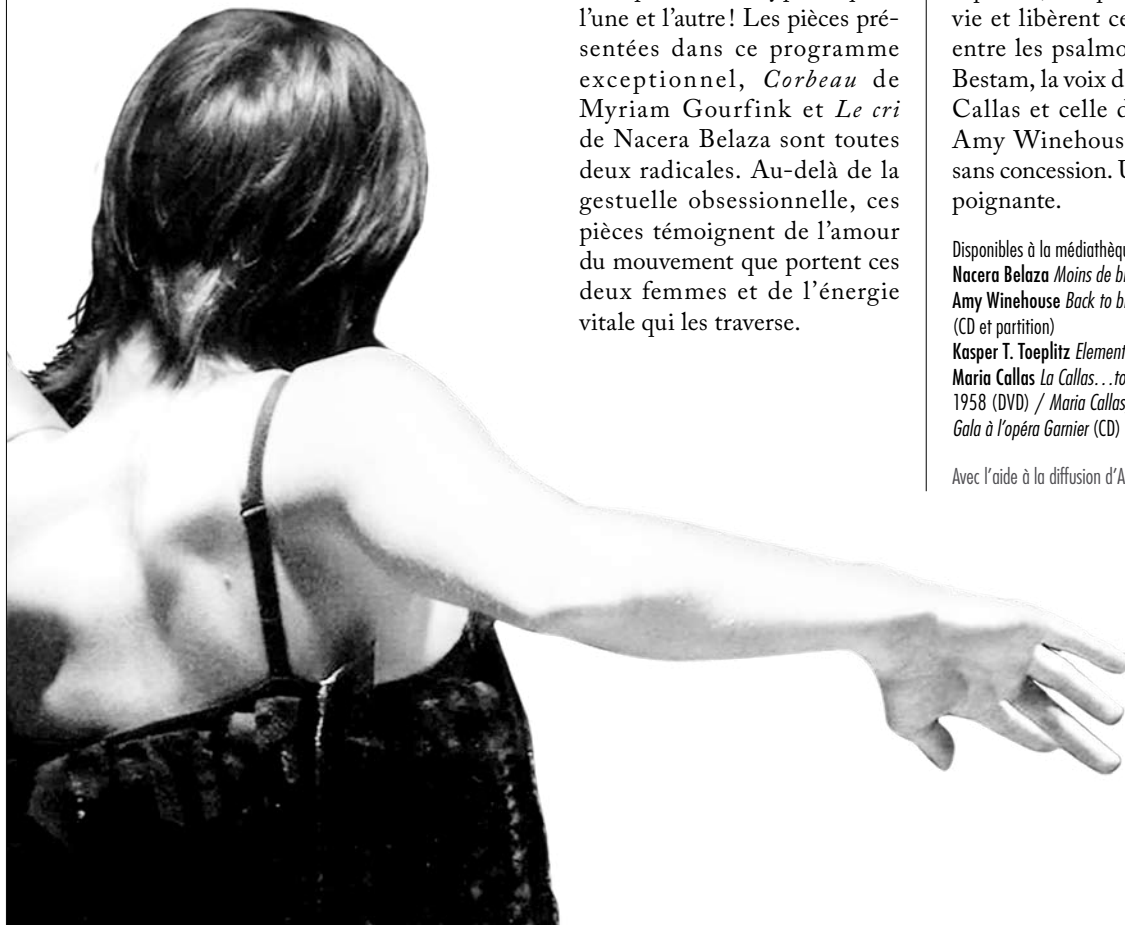 l'une et l'autre ! Les pièces pré-
sentées dans ce programme
exceptionnel, Corbeau de
Myriam Gourfink et Le cri
de Nacera Belaza sont toutes
deux radicales. Au-delà de la
gestuelle obsessionnelle, ces
pièces témoignent de l'amour
du mouvement que portent ces
deux femmes et de l'énergie
vitale qui les traverse.
vie et libèrent ce
entre les psalmo
Bestam, la voix d
Callas et celle d
Amy Winehous
sans concession. U
poignante.
Disponibles à la médiathèqu
Nacera Belaza Moins de b
Amy Winehouse Back to b
(CD et partition)
Kasper T. Toeplitz Element
Maria Callas La Callas...to
1958 (DVD) / Maria Callas
Gala à l'opéra Garnier (CD)
Avec l'aide à la diffusion d'A